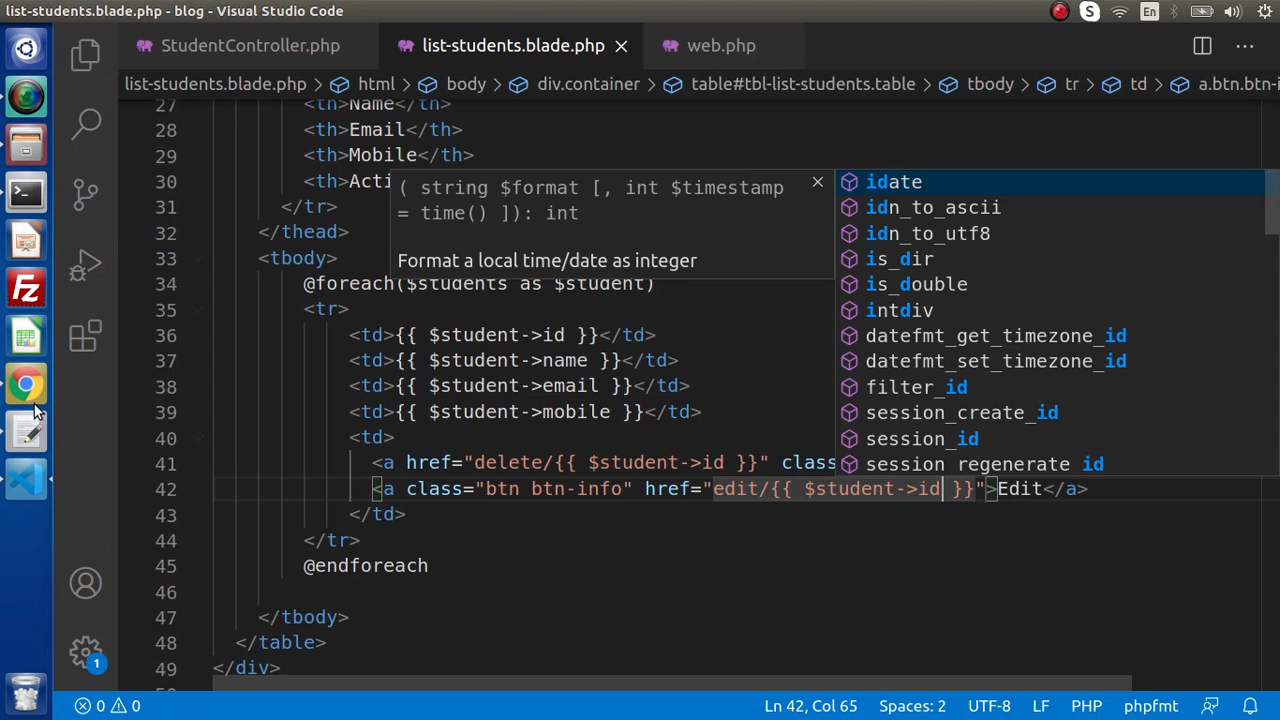 list-students.blade.php - blog - Visual Studio Code
S
En
StudentController.php
list-students.blade.php
web.php
list-students.blade.php > html > body > div.container > table#tbl-list-students.table > tbody > tr > td > a.btn.btn-i
27 <th>Name</th>
28 <th>Email</th>
29 <th>Mobile</th>
30 <th>Acti
31 </tr>
32 </thead>
33 <tbody>
34 @foreach($students as $student)
35 <tr>
36 <td>{{ $student->id }}</td>
37 <td>{{ $student->name }}</td>
38 <td>{{ $student->email }}</td>
39 <td>{{ $student->mobile }}</td>
40 <td>
41 <a href="delete/{{ $student->id }}" class
42 <a class="btn btn-info" href="edit/{{ $student->id }}">Edit</a>
43 </td>
44 </tr>
45 @endforeach
46
47 </tbody>
48 </table>
49 </div>
( string $format [, int $timestamp
= time() ]): int
Format a local time/date as integer
idate
idn_to_ascii
idn_to_utf8
is_dir
is_double
intdiv
datefmt_get_timezone_id
datefmt_set_timezone_id
filter_id
session_create_id
session_id
session_regenerate_id
Fz
1
0 0
Ln 42, Col 65
Spaces: 2
UTF-8
LF
PHP
phpfmt